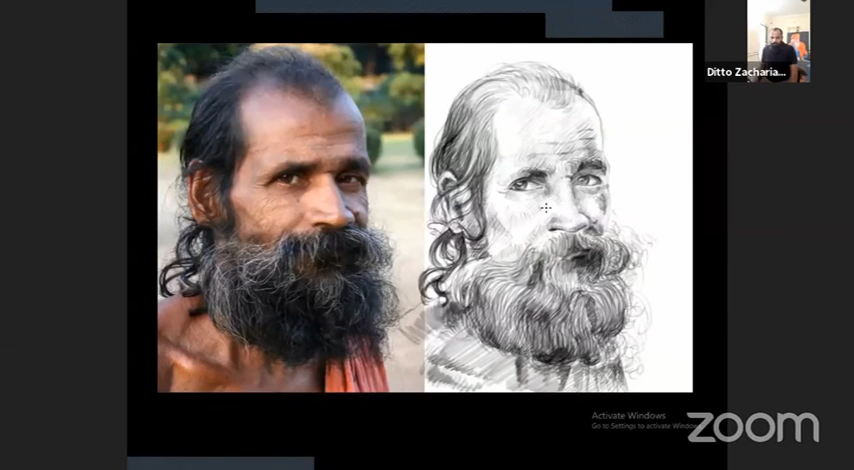 Ditto Zacharia...
Activate Windows
Go to Settings to activate Windows
zoom